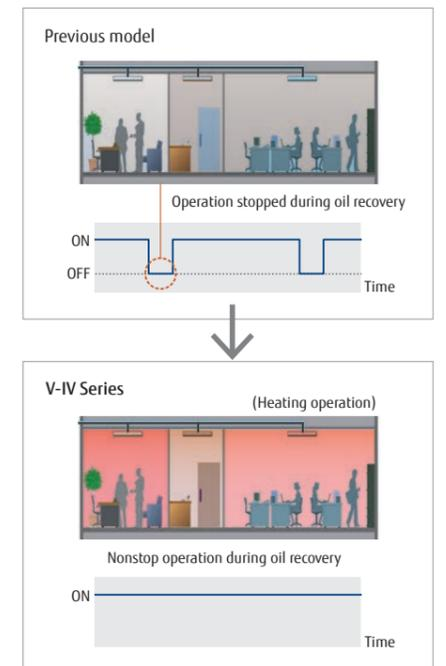 Previous model
Operation stopped during oil recovery
ON
OFF
Time
V-IV Series
(Heating operation)
Nonstop operation during oil recovery
ON
Time